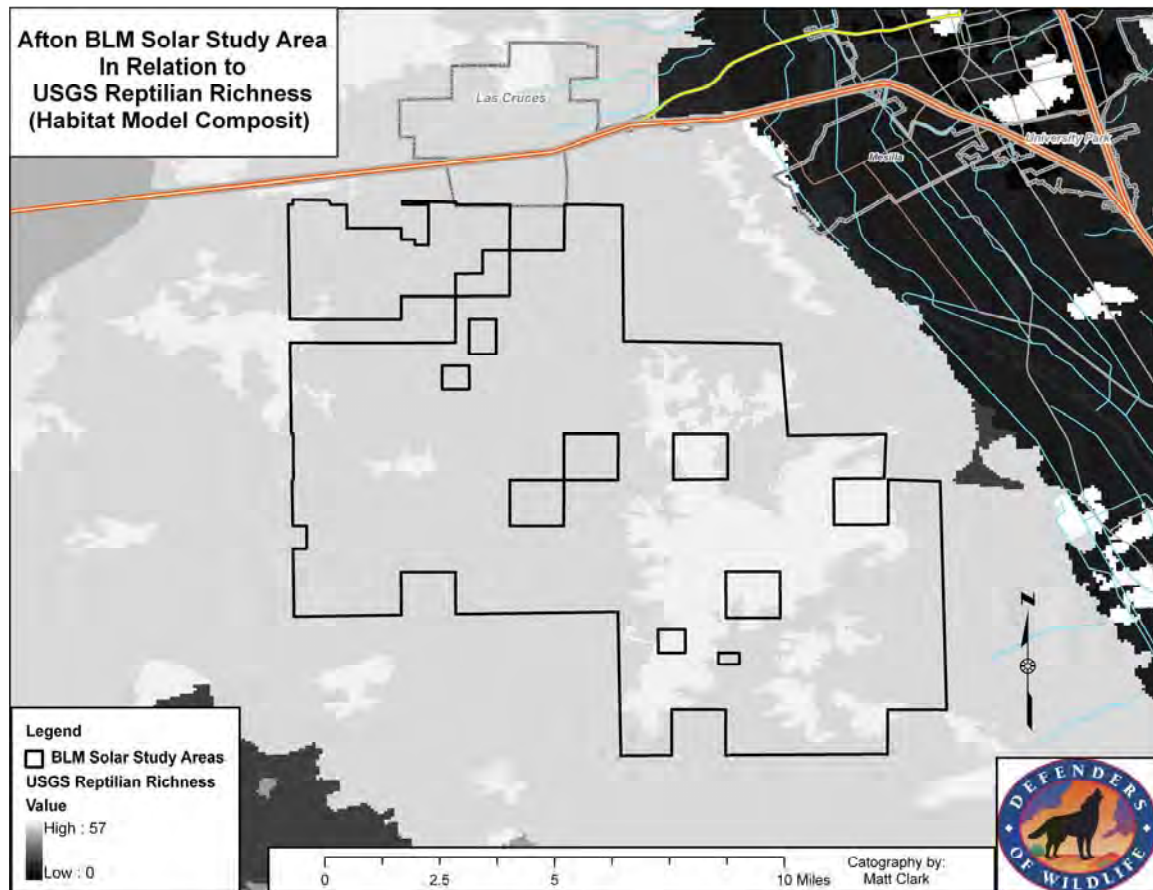 Afton BLM Solar Study Area
In Relation to
USGS Reptilian Richness
(Habitat Model Composit)
Las Cruces
University Park
Mesilla
N
Legend
BLM Solar Study Areas
USGS Reptilian Richness
Value
High : 57
Low : 0
0 2.5 5 10 Miles
Catography by:
Matt Clark
DEFENDERS
OF WILDLIFE